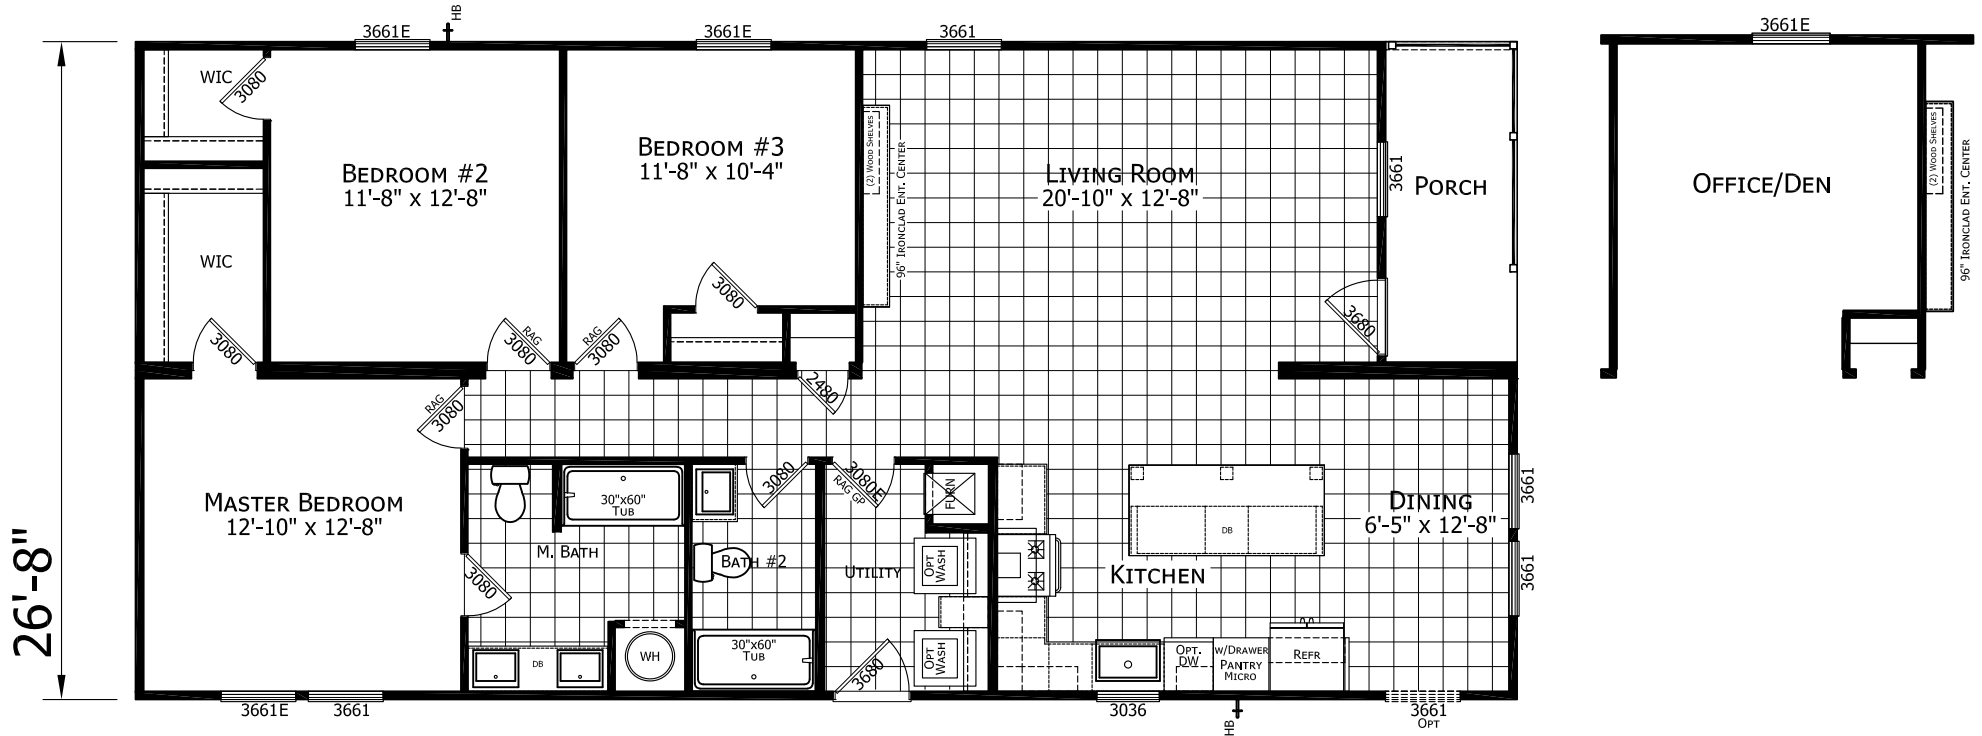 HB
3661E
3661E
3661
3661E
WIC
3080
BEDROOM #2
11'-8" x 12'-8"
BEDROOM #3
11'-8" x 10'-4"
(2) WOOD SHELVES
96" IRONCLAD ENT. CENTER
LIVING ROOM
20'-10" x 12'-8"
3661
PORCH
OFFICE/DEN
(2) WOOD SHELVES
96" IRONCLAD ENT. CENTER
WIC
3080
3080
RAG
3080
RAG
3080
3680
2480
RAG
3080
MASTER BEDROOM
12'-10" x 12'-8"
30"x60"
TUB
M. BATH
3080
3080
BATH #2
3080E
RAG GP
FURN
UTILITY
OPT
WASH
KITCHEN
DB
DINING
6'-5" x 12'-8"
3661
3661
26'-8"
DB
WH
30"x60"
TUB
3680
OPT
WASH
OPT.
DW
W/DRAWER
PANTRY
MICRO
REFR
3661E
3661
3036
HB
3661
OPT